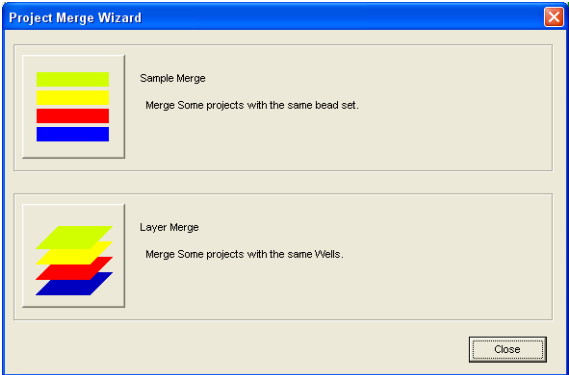 Project Merge Wizard
Sample Merge
Merge Some projects with the same bead set.
Layer Merge
Merge Some projects with the same Wells.
Close